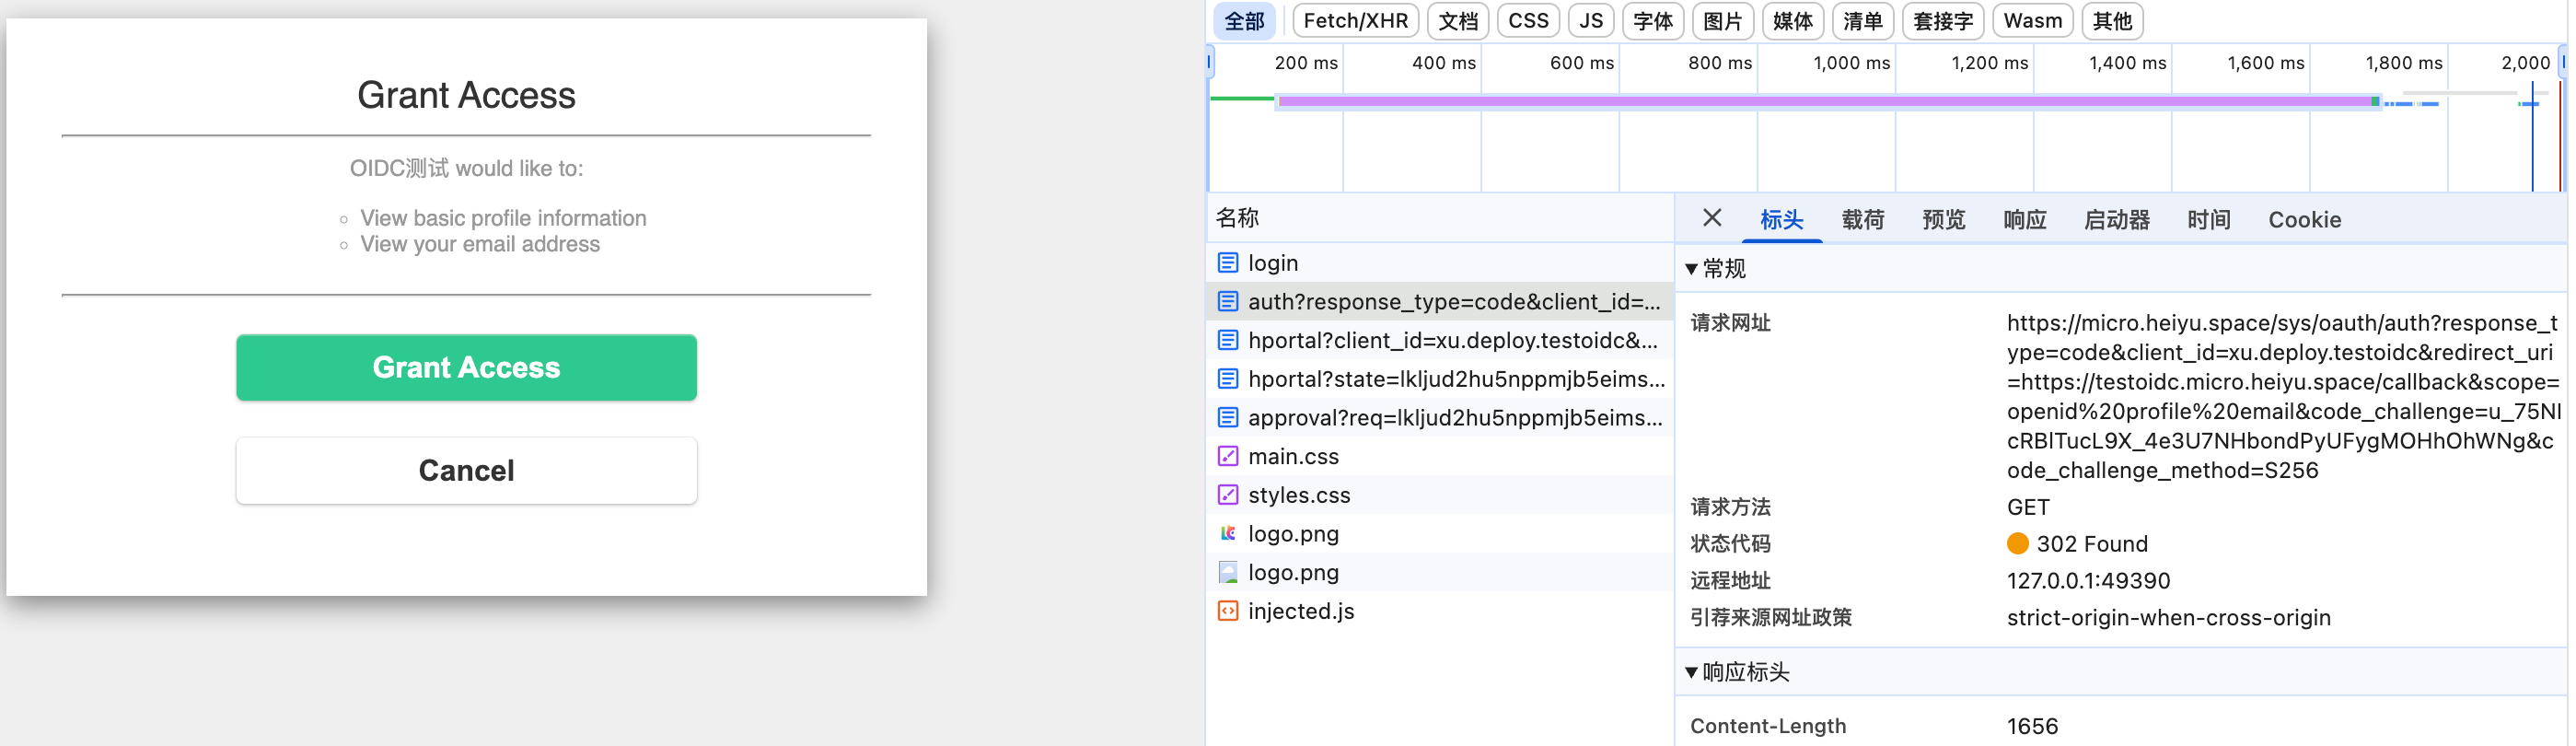 Grant Access
OIDC测试 would like to:
View basic profile information
View your email address
Grant Access
Cancel
全部 Fetch/XHR 文档 CSS JS 字体 图片 媒体 清单 套接字 Wasm 其他
200 ms 400 ms 600 ms 800 ms 1,000 ms 1,200 ms 1,400 ms 1,600 ms 1,800 ms 2,000
名称
login
auth?response_type=code&client_id=...
hportal?client_id=xu.deploy.testoidc&...
hportal?state=lkljud2hu5nppmjb5eims...
approval?req=lkljud2hu5nppmjb5eims...
main.css
styles.css
logo.png
logo.png
injected.js
标头 载荷 预览 响应 启动器 时间 Cookie
常规
请求网址
https://micro.heiyu.space/sys/oauth/auth?response_t
ype=code&client_id=xu.deploy.testoidc&redirect_uri
=https://testoidc.micro.heiyu.space/callback&scope=
openid%20profile%20email&code_challenge=u_75NI
cRBlTucL9X_4e3U7NHbondPyUFygMOHhOhWNg&c
ode_challenge_method=S256
请求方法 GET
状态代码 302 Found
远程地址 127.0.0.1:49390
引荐来源网址政策 strict-origin-when-cross-origin
响应标头
Content-Length 1656